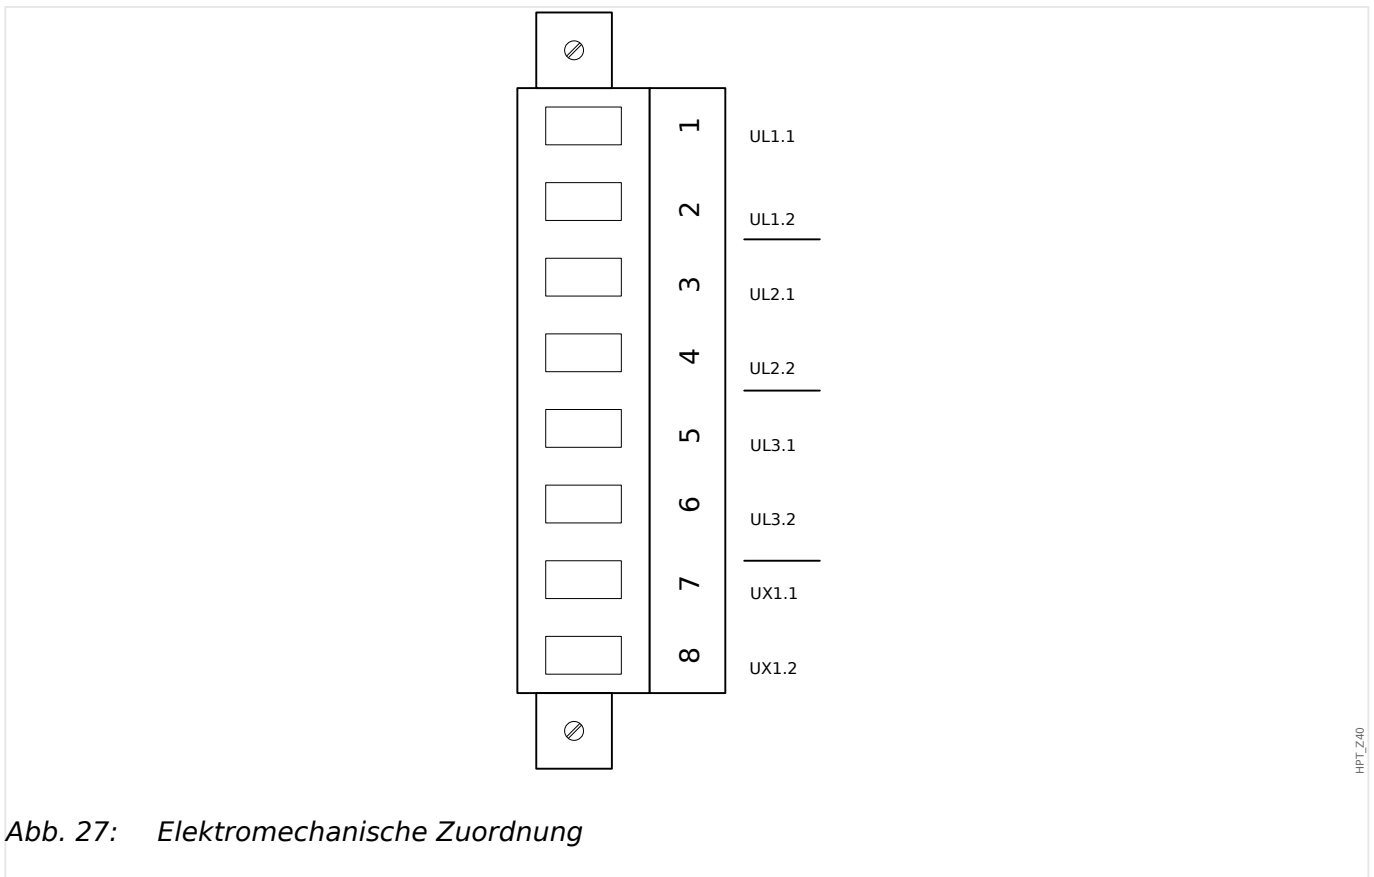 1 UL1.1
2 UL1.2
3 UL2.1
4 UL2.2
5 UL3.1
6 UL3.2
7 UX1.1
8 UX1.2
HPT_Z40
Abb. 27: Elektromechanische Zuordnung